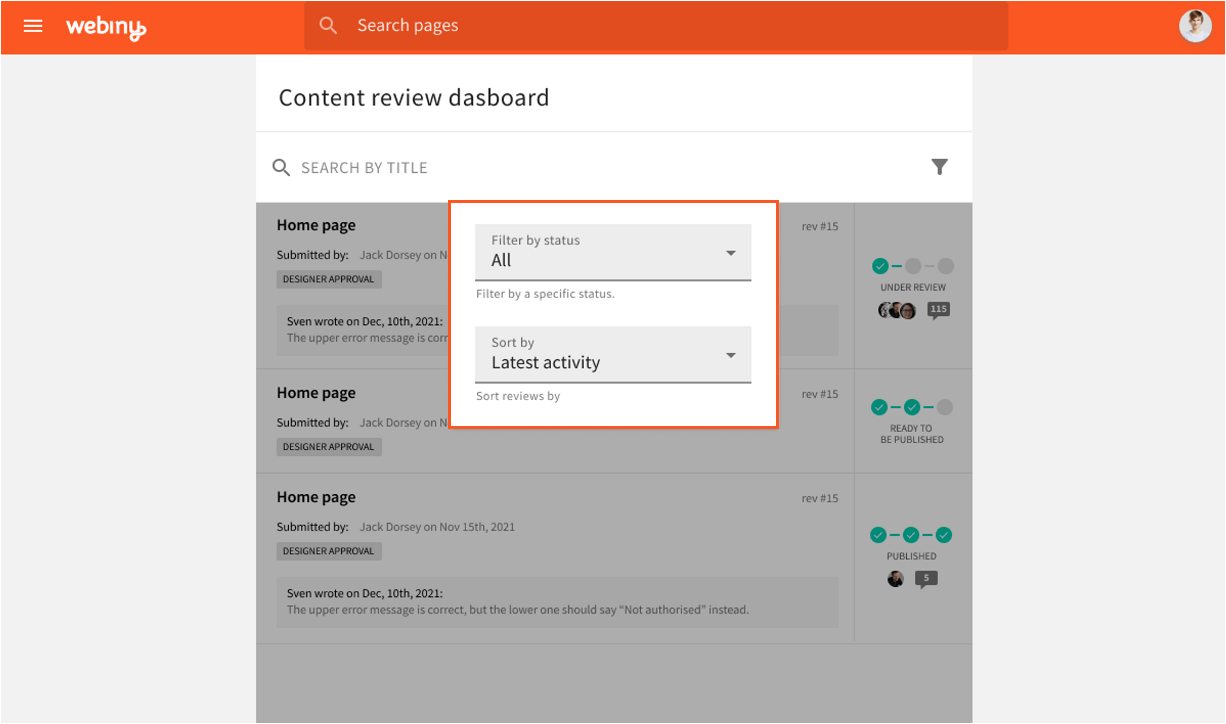 webiny
Search pages
Content review dasboard
SEARCH BY TITLE
Home page
rev #15
Submitted by: Jack Dorsey on N
DESIGNER APPROVAL
Sven wrote on Dec, 10th, 2021:
The upper error message is corr
UNDER REVIEW
115
Filter by status
All
Filter by a specific status.
Sort by
Latest activity
Sort reviews by
Home page
rev #15
Submitted by: Jack Dorsey on N
DESIGNER APPROVAL
READY TO
BE PUBLISHED
Home page
rev #15
Submitted by: Jack Dorsey on Nov 15th, 2021
DESIGNER APPROVAL
Sven wrote on Dec, 10th, 2021:
The upper error message is correct, but the lower one should say “Not authorised” instead.
PUBLISHED
5